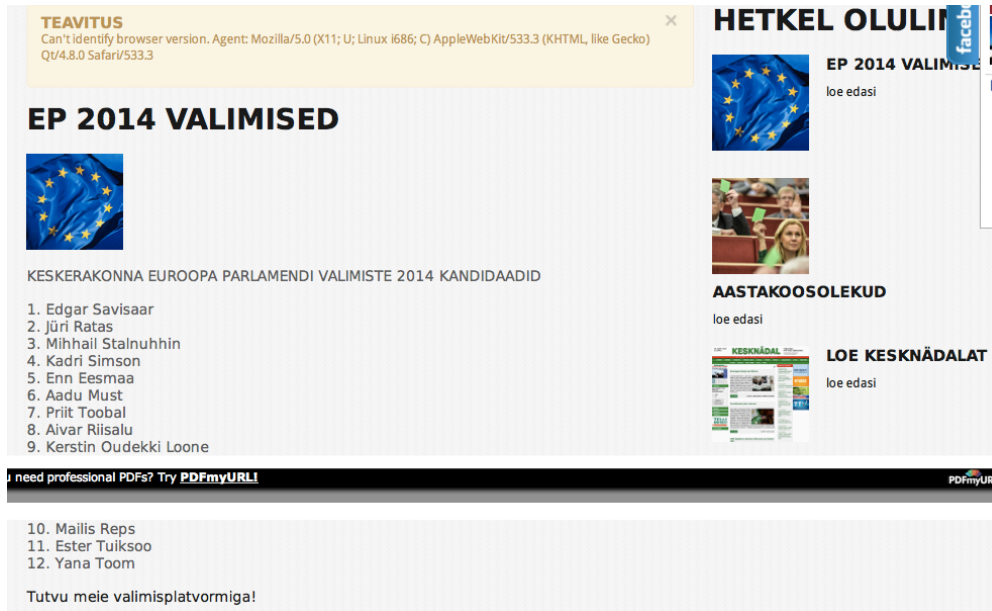 TEAVITUS
Can't identify browser version. Agent: Mozilla/5.0 (X11; U; Linux i686; C) AppleWebKit/533.3 (KHTML, like Gecko)
Qt/4.8.0 Safari/533.3
×
EP 2014 VALIMISED
KESKERAKONNA EUROOPA PARLAMENDI VALIMISTE 2014 KANDIDAADID
1. Edgar Savisaar
2. Jüri Ratas
3. Mihhail Stalnuhhin
4. Kadri Simson
5. Enn Eesmaa
6. Aadu Must
7. Priit Toobal
8. Aivar Riisalu
9. Kerstin Oudekki Loone
HETKEL OLULIN
facebo
EP 2014 VALIMISE
loe edasi
AASTAKOOSOLEKUD
loe edasi
KESKNÄDAL
LOE KESKNÄDALAT
loe edasi
u need professional PDFs? Try PDFmyURL!
PDFmyUR
10. Mailis Reps
11. Ester Tuiksoo
12. Yana Toom
Tutvu meie valimisplatvormiga!